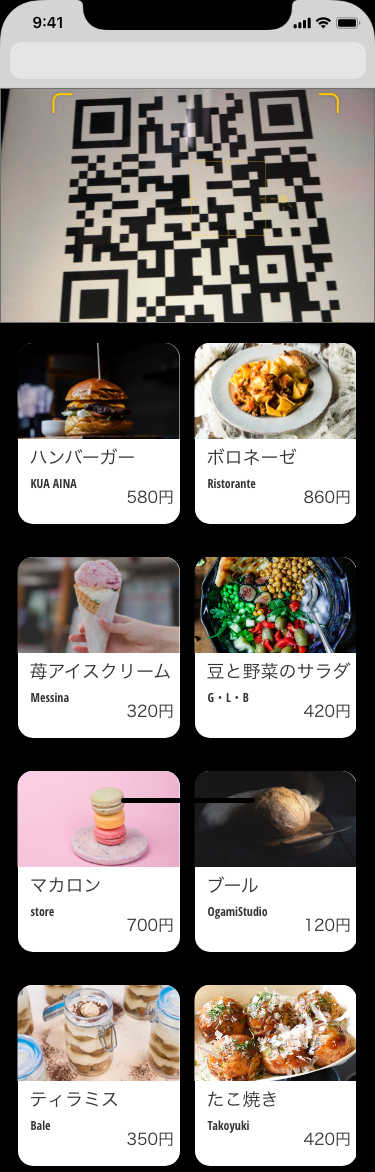 9:41
ハンバーガー
KUA AINA
580円
ボロネーゼ
Ristorante
860円
苺アイスクリーム
Messina
320円
豆と野菜のサラダ
G・L・B
420円
マカロン
store
700円
ブール
OgamiStudio
120円
ティラミス
Bale
350円
たこ焼き
Takoyuki
420円